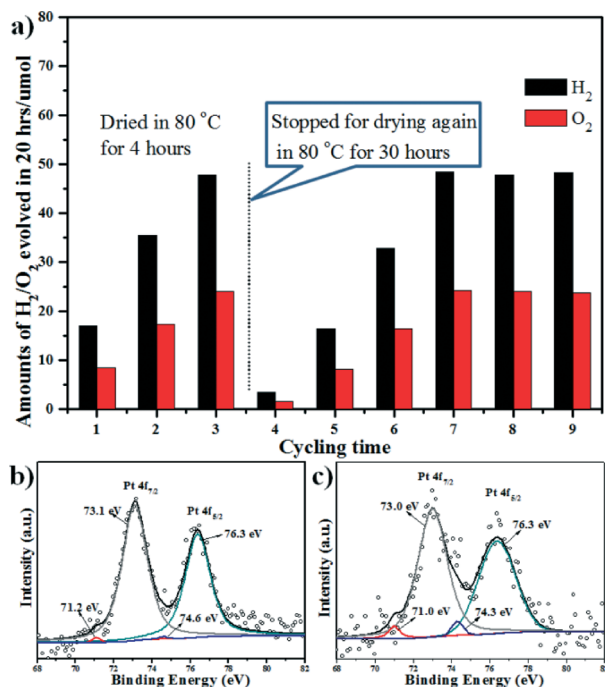 a)
Amounts of H2/O2 evolved in 20 hrs/umol
80
70
60
50
40
30
20
10
0
H2
O2
Dried in 80 °C
for 4 hours
Stopped for drying again
in 80 °C for 30 hours
1 2 3 4 5 6 7 8 9
Cycling time
b)
Intensity (a.u.)
Pt 4f7/2
73.1 eV
Pt 4f5/2
76.3 eV
71.2 eV
74.6 eV
68 70 72 74 76 78 80 82
Binding Energy (eV)
c)
Intensity (a.u.)
Pt 4f7/2
73.0 eV
Pt 4f5/2
76.3 eV
71.0 eV
74.3 eV
68 70 72 74 76 78 80 82
Binding Energy (eV)